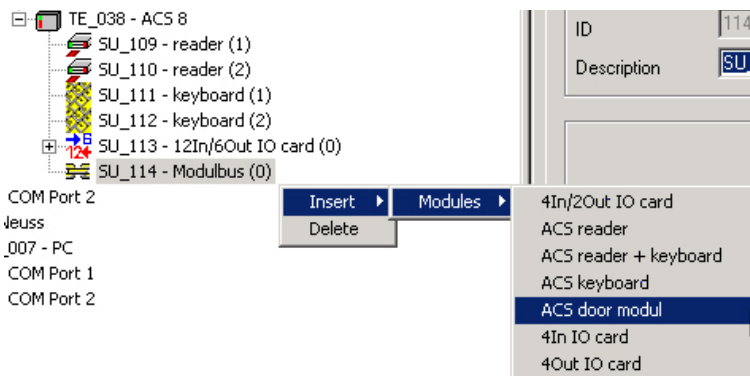 TE_038 - ACS 8
SU_109 - reader (1)
SU_110 - reader (2)
SU_111 - keyboard (1)
SU_112 - keyboard (2)
SU_113 - 12In/6Out IO card (0)
SU_114 - Modulbus (0)
COM Port 2
Neuss
_007 - PC
COM Port 1
COM Port 2
ID
114
Description
SU_
Insert
Delete
Modules
4In/2Out IO card
ACS reader
ACS reader + keyboard
ACS keyboard
ACS door modul
4In IO card
4Out IO card